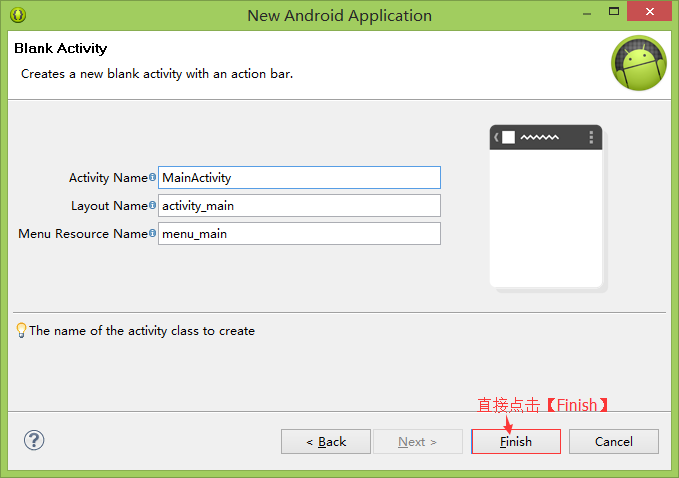 New Android Application
Blank Activity
Creates a new blank activity with an action bar.
Activity Name MainActivity
Layout Name activity_main
Menu Resource Name menu_main
The name of the activity class to create
直接点击【Finish】
? < Back Next > Finish Cancel